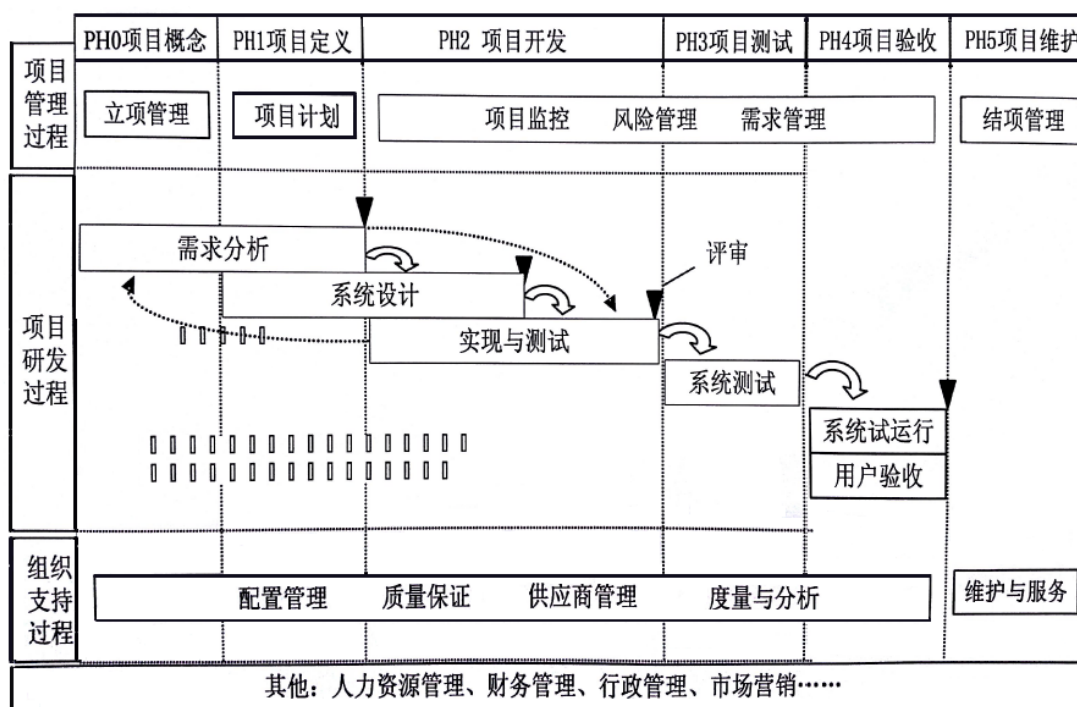 PH0项目概念 PH1项目定义 PH2 项目开发 PH3项目测试 PH4项目验收 PH5项目维护
项目
管理
过程
立项管理 项目计划 项目监控 风险管理 需求管理 结项管理
需求分析
评审
系统设计
项目
研发
过程
实现与测试
系统测试
系统试运行
用户验收
组织
支持
过程
配置管理 质量保证 供应商管理 度量与分析 维护与服务
其他：人力资源管理、财务管理、行政管理、市场营销……